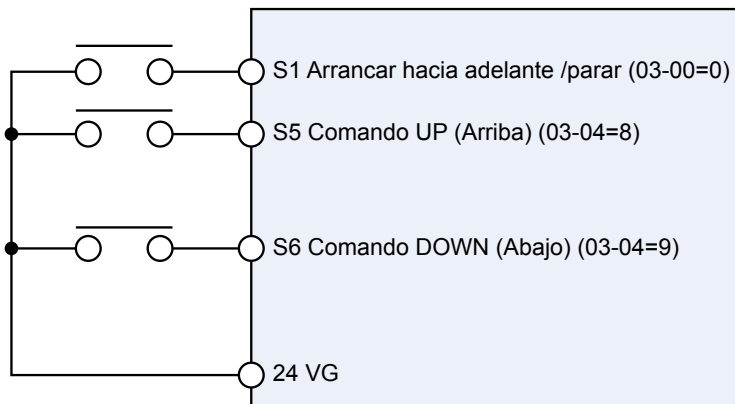 S1 Arrancar hacia adelante /parar (03-00=0)
S5 Comando UP (Arriba) (03-04=8)
S6 Comando DOWN (Abajo) (03-04=9)
24 VG